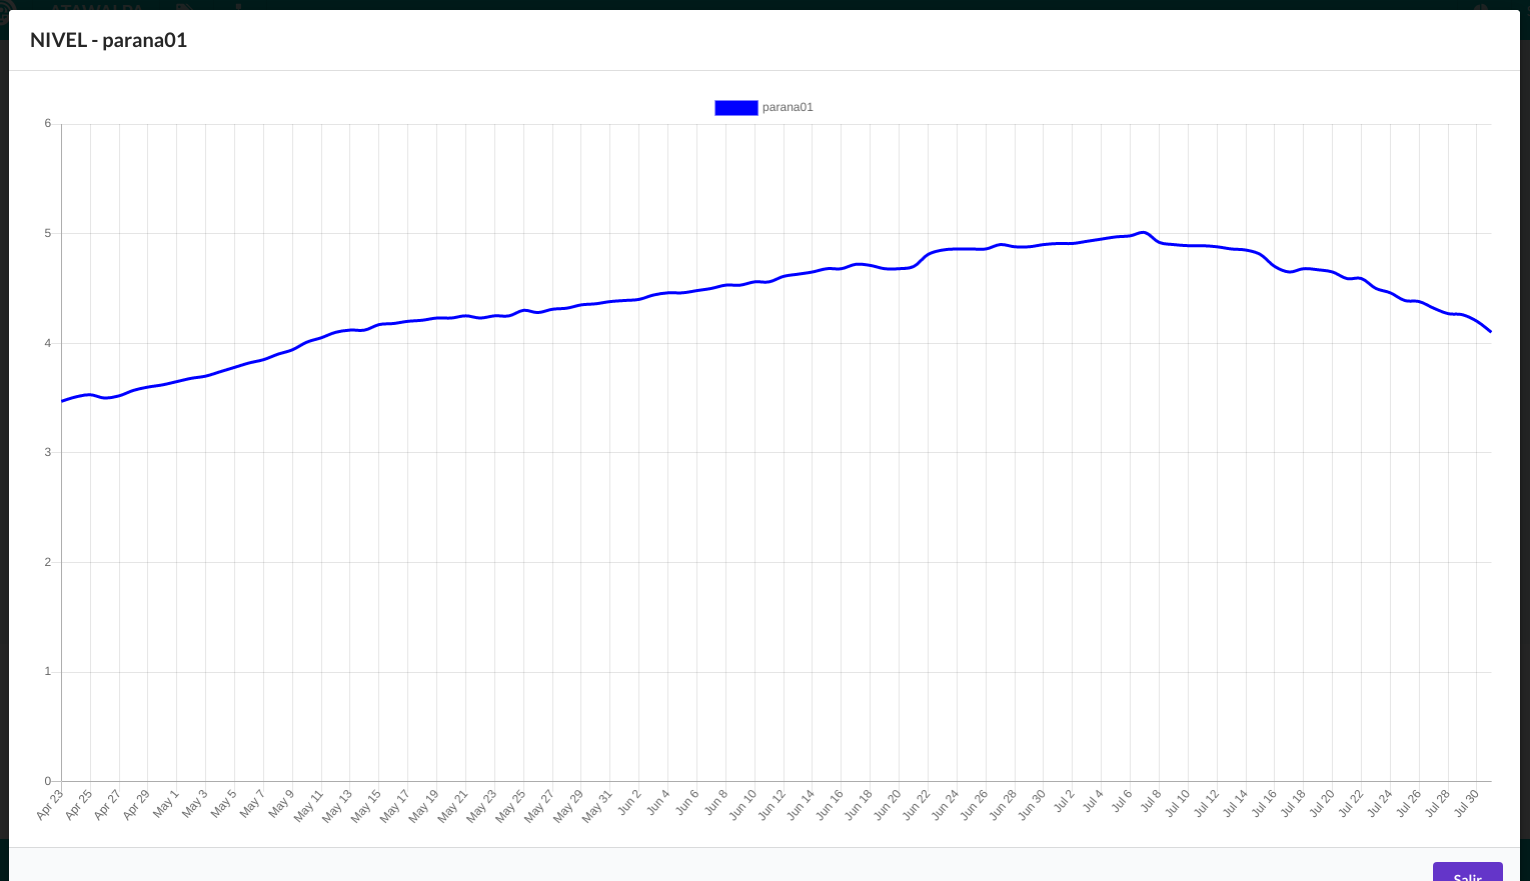 ATAWALPA
NIVEL - parana01
parana01
6
5
4
3
2
1
0
Apr 23 Apr 25 Apr 27 Apr 29 May 1 May 3 May 5 May 7 May 9 May 11 May 13 May 15 May 17 May 19 May 21 May 23 May 25 May 27 May 29 May 31 Jun 2 Jun 4 Jun 6 Jun 8 Jun 10 Jun 12 Jun 14 Jun 16 Jun 18 Jun 20 Jun 22 Jun 24 Jun 26 Jun 28 Jun 30 Jul 2 Jul 4 Jul 6 Jul 8 Jul 10 Jul 12 Jul 14 Jul 16 Jul 18 Jul 20 Jul 22 Jul 24 Jul 26 Jul 28 Jul 30
Salir